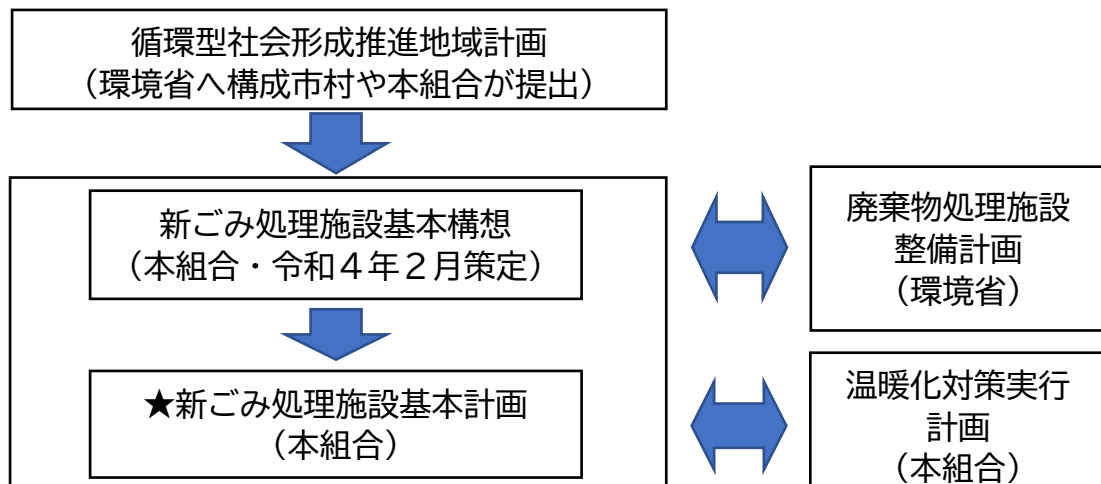 循環型社会形成推進地域計画
（環境省へ構成市村や本組合が提出）
新ごみ処理施設基本構想
（本組合・令和４年２月策定）
★新ごみ処理施設基本計画
（本組合）
廃棄物処理施設
整備計画
（環境省）
温暖化対策実行
計画
（本組合）